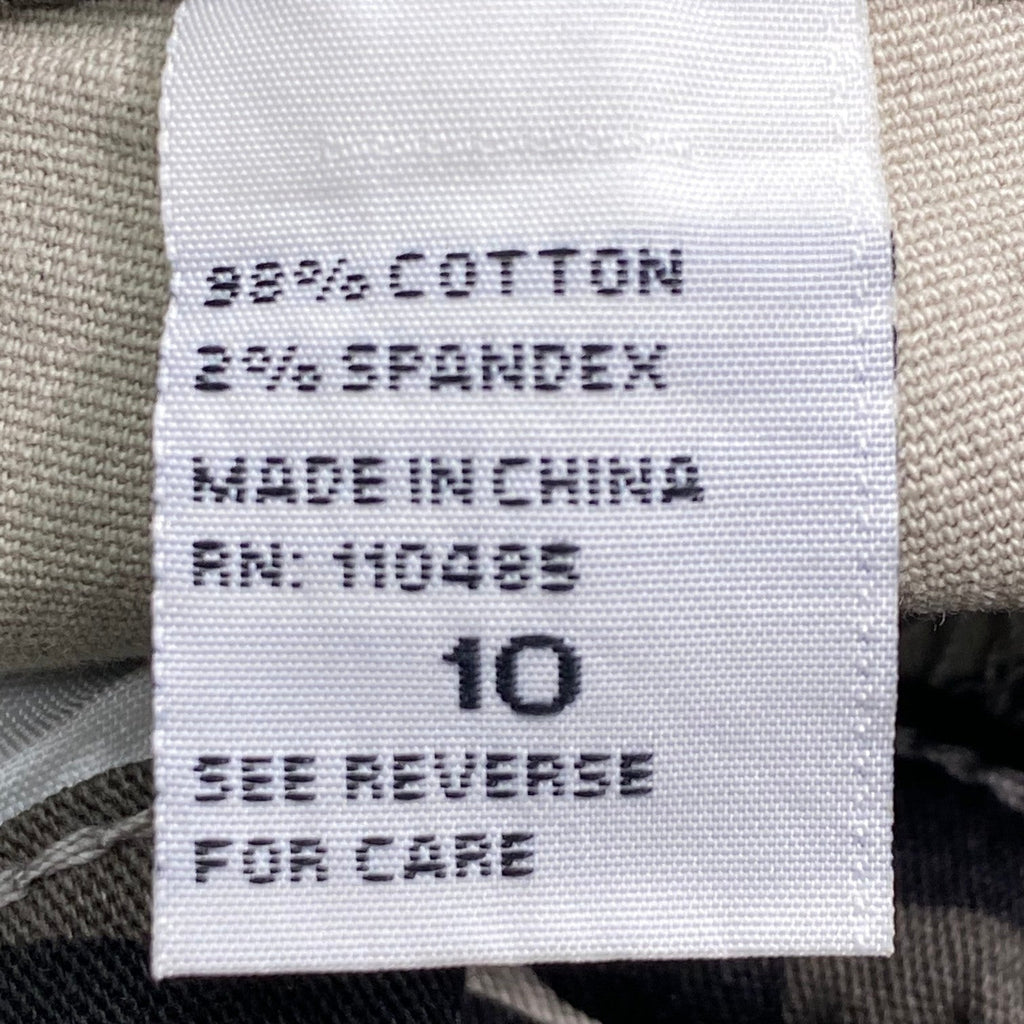 98% COTTON
2% SPANDEX
MADE IN CHINA
RN: 110485
10
SEE REVERSE
FOR CARE